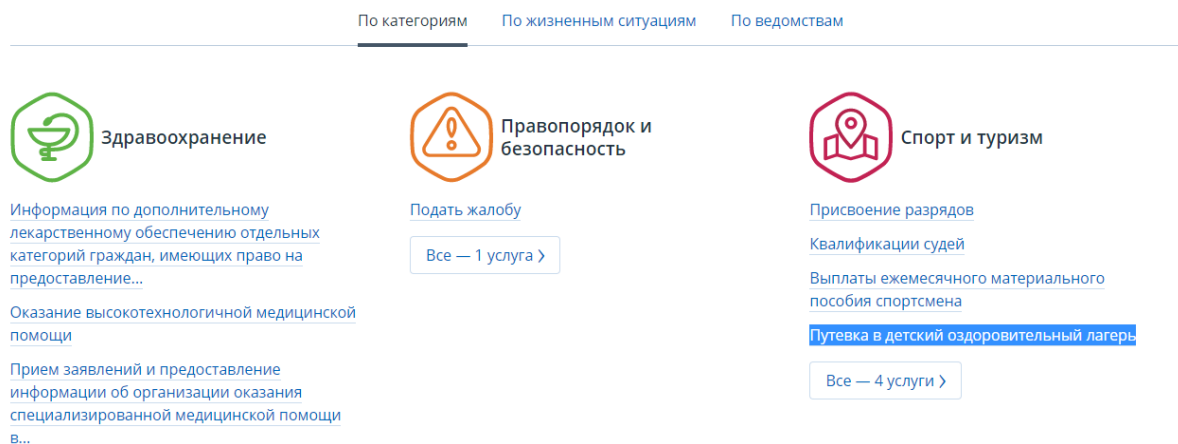 По категориям
По жизненным ситуациям
По ведомствам
Здравоохранение
Информация по дополнительному
лекарственному обеспечению отдельных
категорий граждан, имеющих право на
предоставление...
Оказание высокотехнологичной медицинской
помощи
Прием заявлений и предоставление
информации об организации оказания
специализированной медицинской помощи
в...
Правопорядок и
безопасность
Подать жалобу
Все — 1 услуга
Спорт и туризм
Присвоение разрядов
Квалификации судей
Выплаты ежемесячного материального
пособия спортсмена
Путевка в детский оздоровительный лагерь
Все — 4 услуги